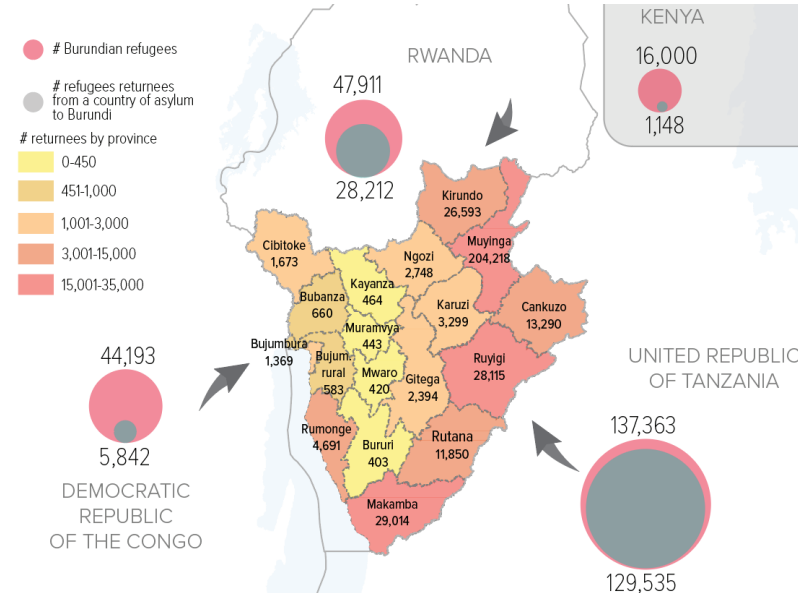 # Burundian refugees
# refugees returnees
from a country of asylum
to Burundi
# returnees by province
0-450
451-1,000
1,001-3,000
3,001-15,000
15,001-35,000
RWANDA
47,911
28,212
KENYA
16,000
1,148
Kirundo
26,593
Muyinga
204,218
Cibitoke
1,673
Ngozi
2,748
Kayanza
464
Bubanza
660
Karuzi
3,299
Cankuzo
13,290
Muramvya
443
Bujumbura
1,369
Bujum.
rural
583
Mwaro
420
Gitega
2,394
Ruyigi
28,115
Rumonge
4,691
Bururi
403
Rutana
11,850
Makamba
29,014
44,193
5,842
DEMOCRATIC
REPUBLIC
OF THE CONGO
UNITED REPUBLIC
OF TANZANIA
137,363
129,535